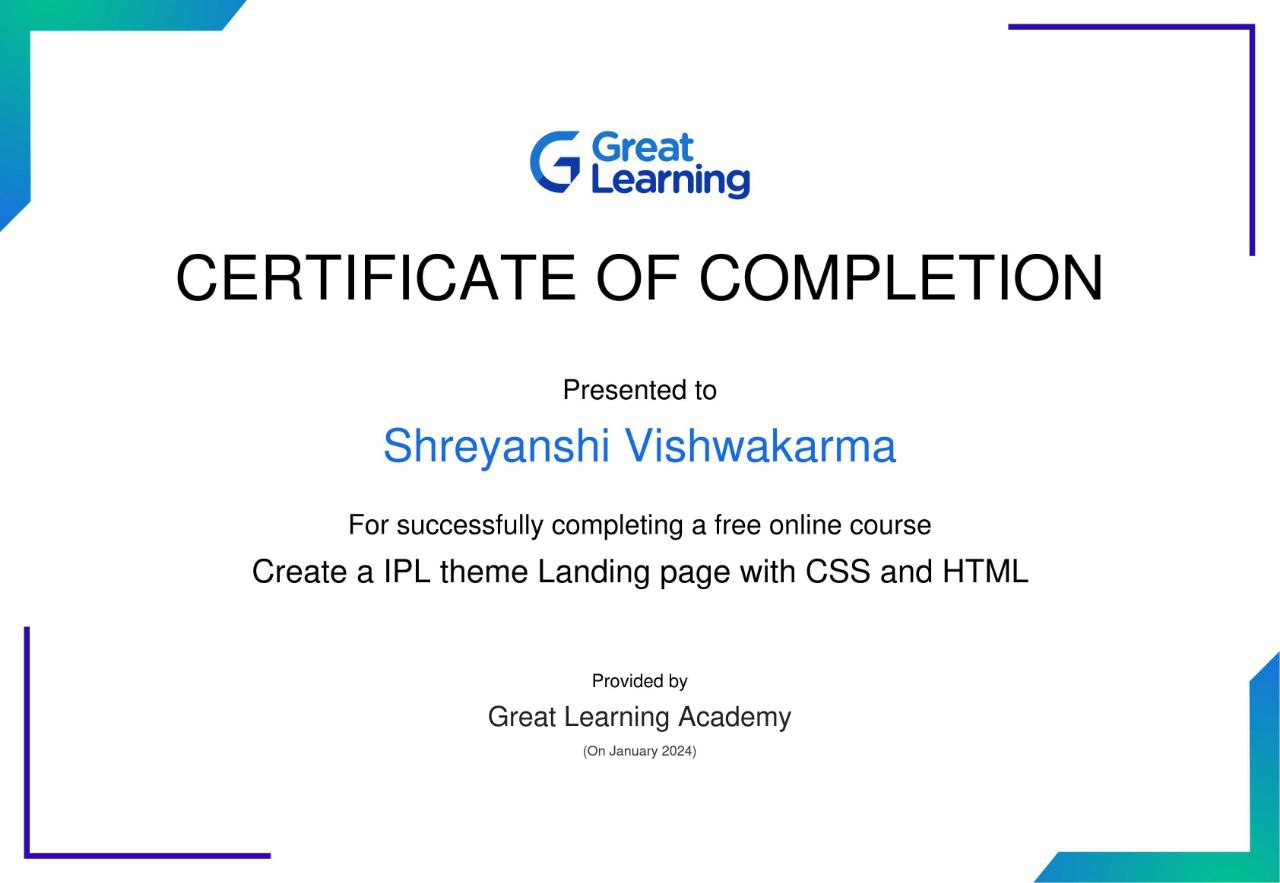 Great
Learning
CERTIFICATE OF COMPLETION
Presented to
Shreyanshi Vishwakarma
For successfully completing a free online course
Create a IPL theme Landing page with CSS and HTML
Provided by
Great Learning Academy
(On January 2024)